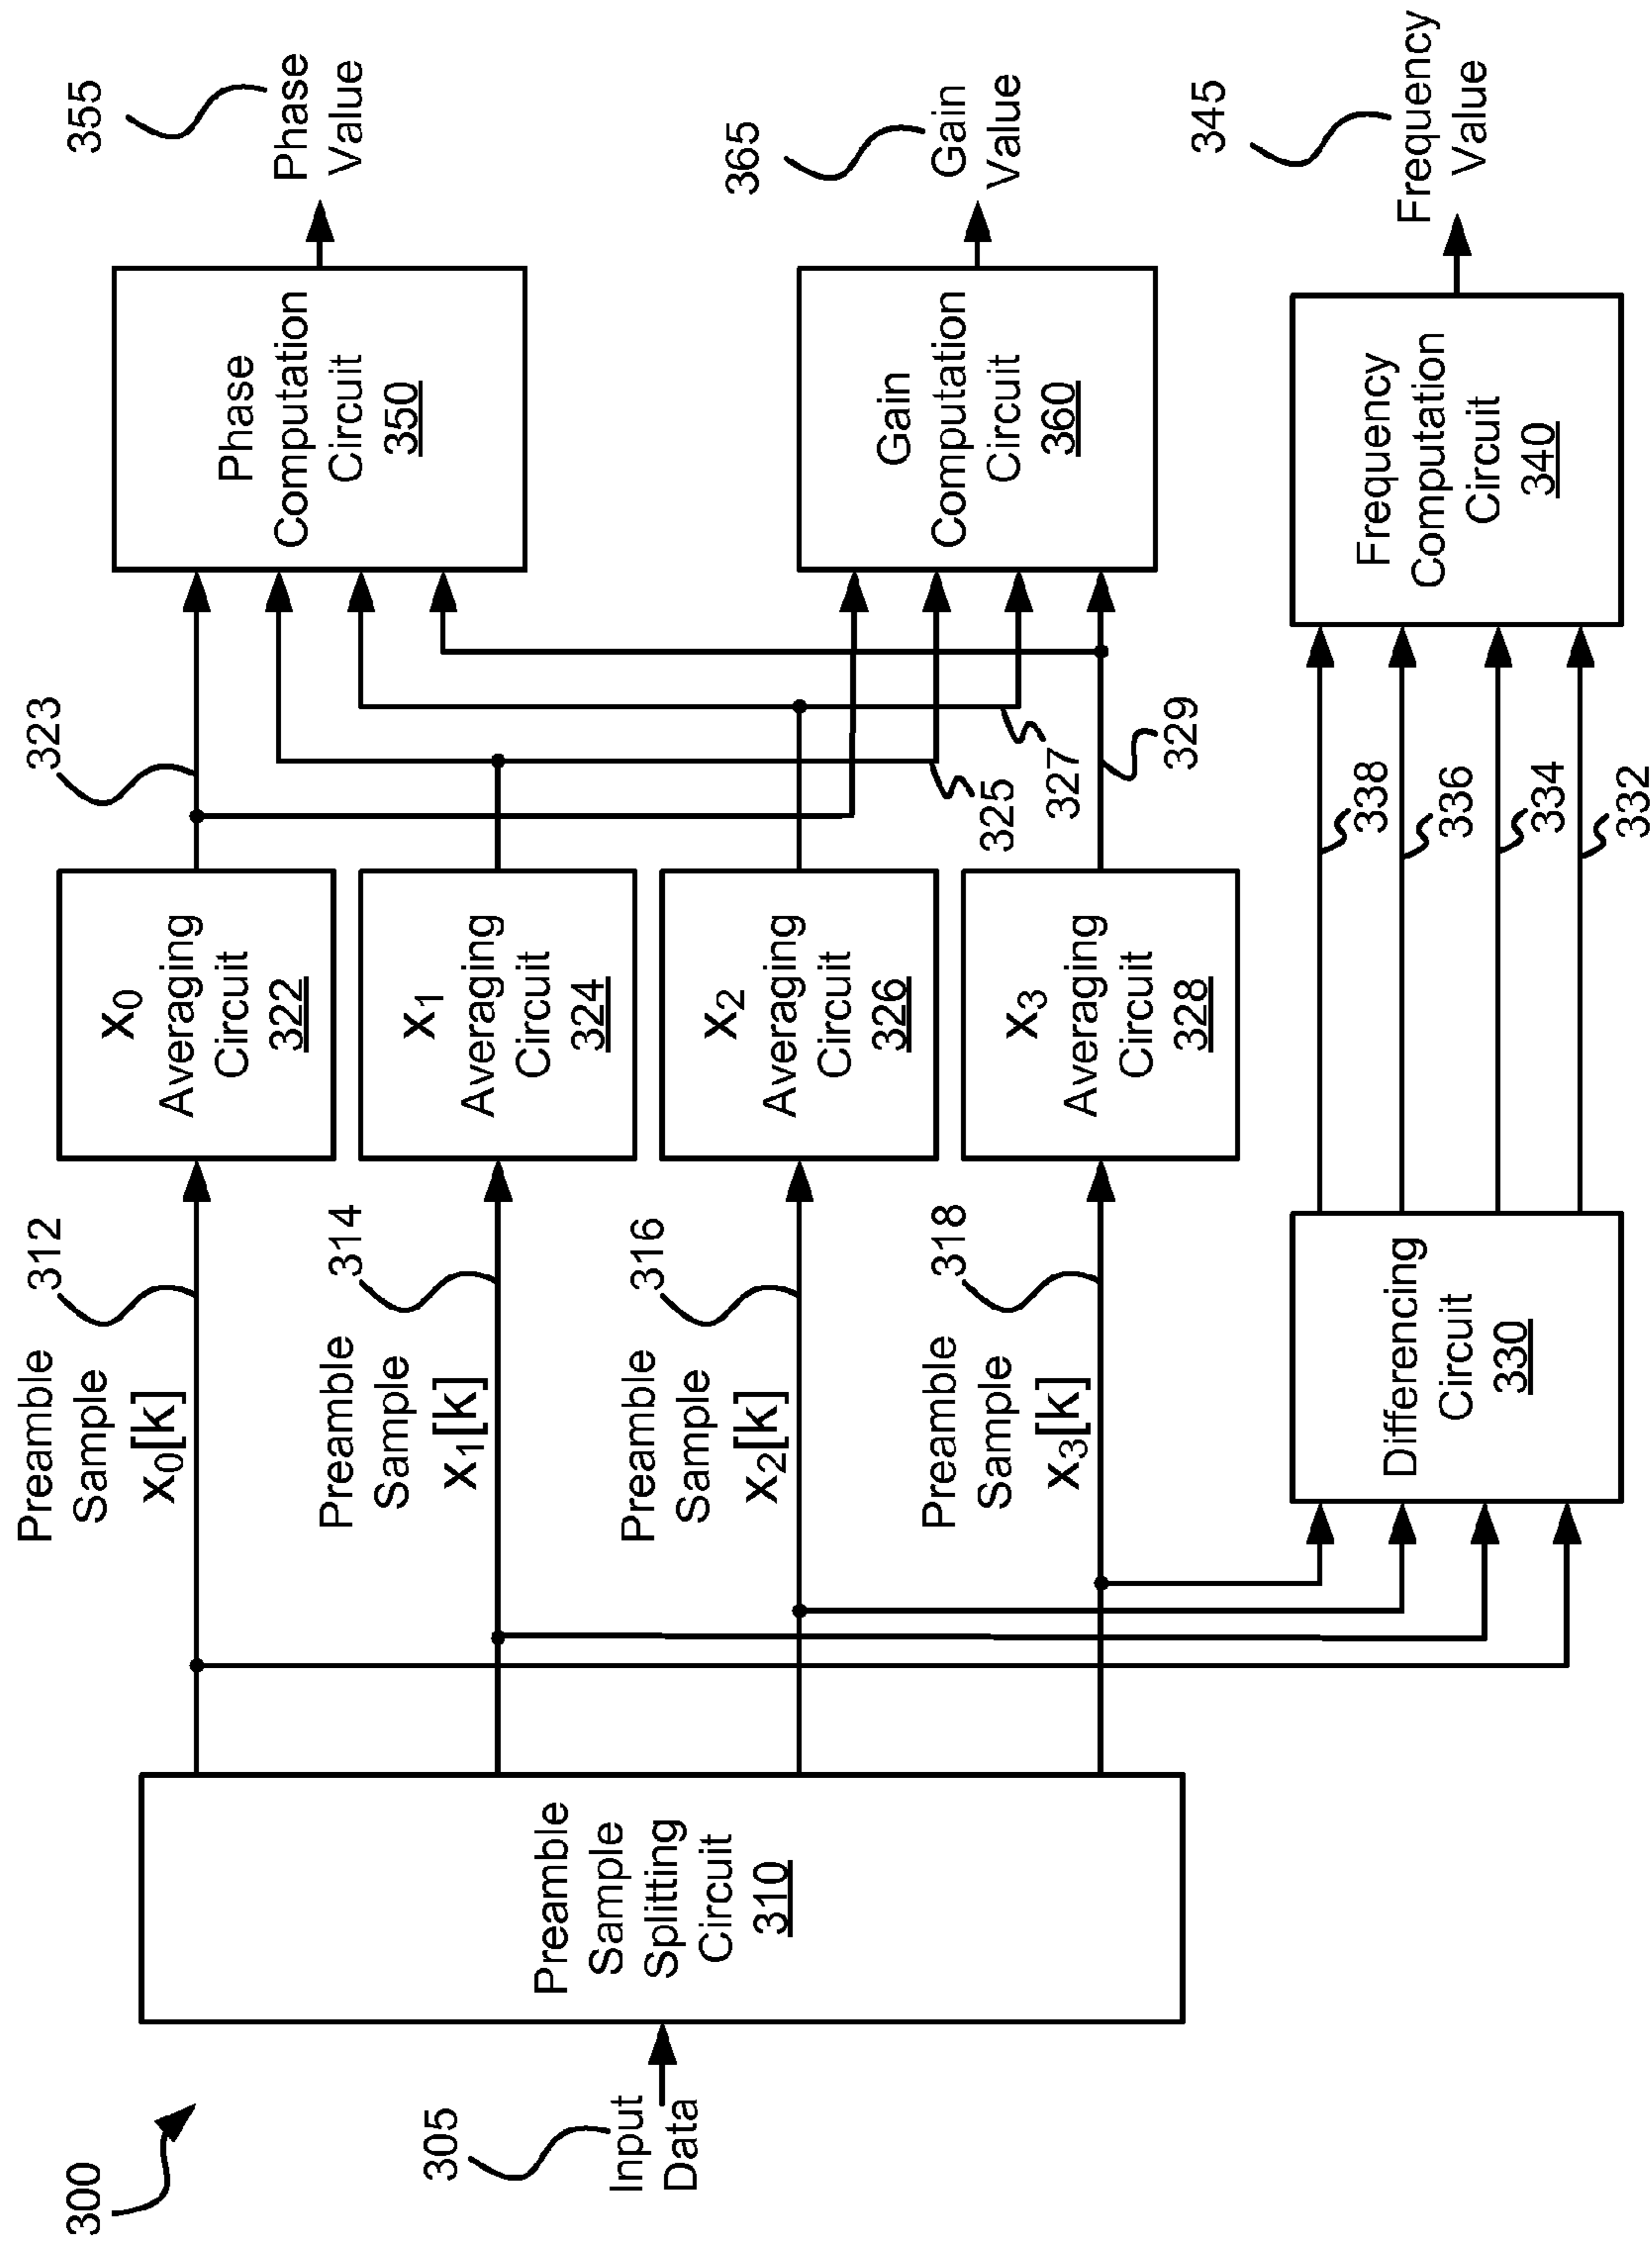 300
305
Input
Data
Preamble
Sample
Splitting
Circuit
310
Preamble
Sample
x0[k]
312
Preamble
Sample
x1[k]
314
Preamble
Sample
x2[k]
316
Preamble
Sample
x3[k]
318
x0
Averaging
Circuit
322
x1
Averaging
Circuit
324
x2
Averaging
Circuit
326
x3
Averaging
Circuit
328
323
325
327
329
Phase
Computation
Circuit
350
355
Phase
Value
Gain
Computation
Circuit
360
365
Gain
Value
Differencing
Circuit
330
338
336
334
332
Frequency
Computation
Circuit
340
345
Frequency
Value